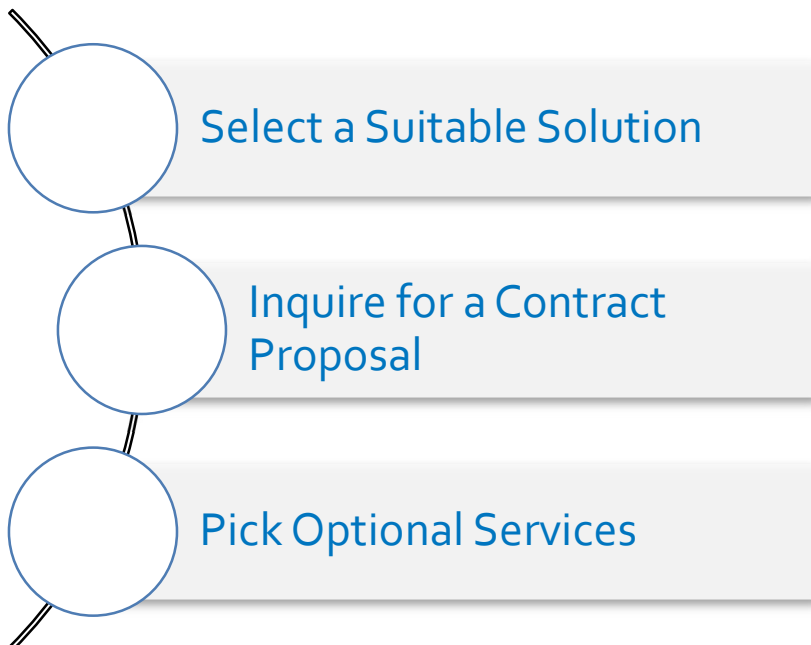 Select a Suitable Solution
Inquire for a Contract
Proposal
Pick Optional Services